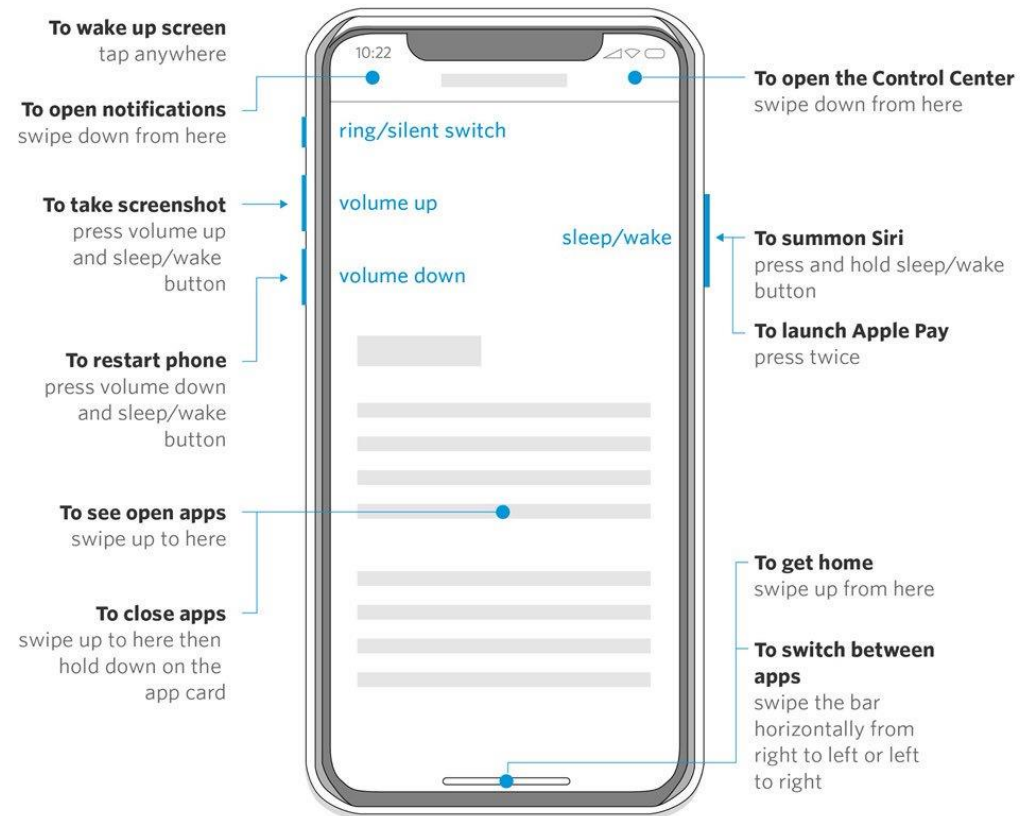 To wake up screen
tap anywhere
To open notifications
swipe down from here
To take screenshot
press volume up
and sleep/wake
button
To restart phone
press volume down
and sleep/wake
button
To see open apps
swipe up to here
To close apps
swipe up to here then
hold down on the
app card
10:22
ring/silent switch
volume up
sleep/wake
volume down
To open the Control Center
swipe down from here
To summon Siri
press and hold sleep/wake
button
To launch Apple Pay
press twice
To get home
swipe up from here
To switch between
apps
swipe the bar
horizontally from
right to left or left
to right